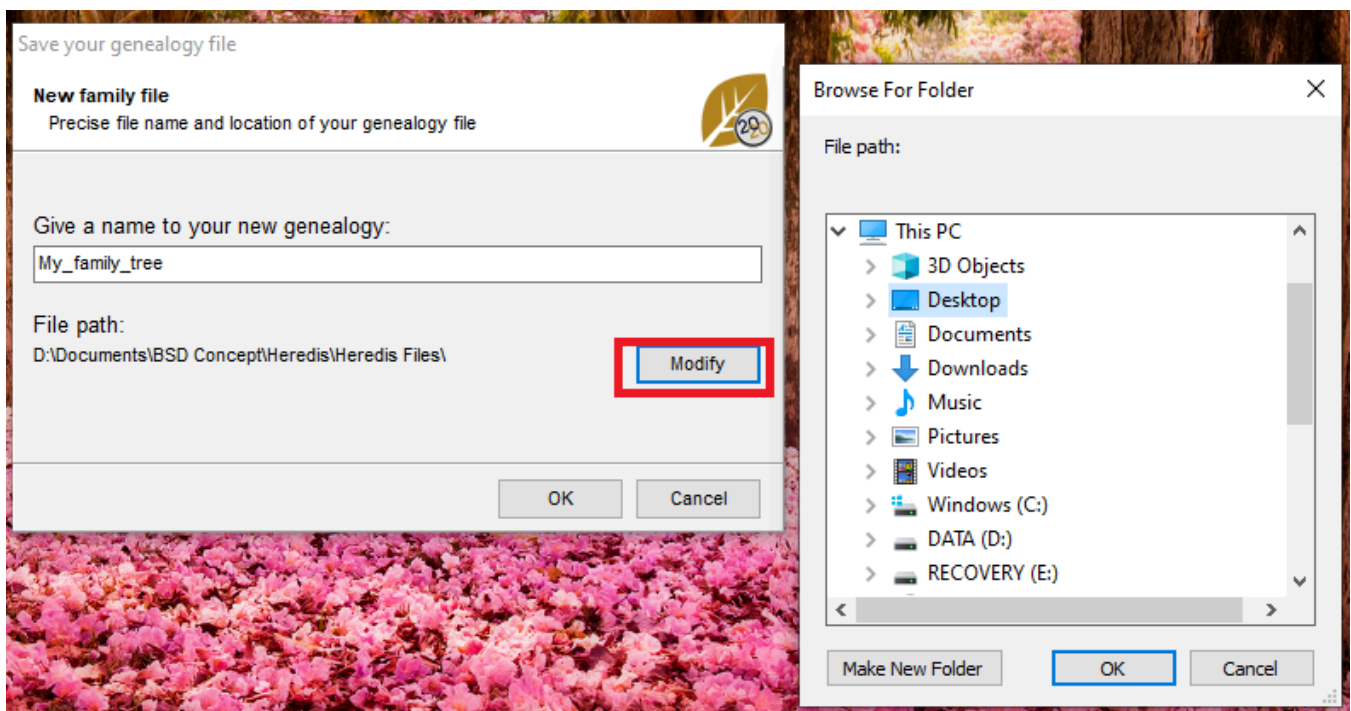 Save your genealogy file
New family file
Precise file name and location of your genealogy file
2020
Give a name to your new genealogy:
My_family_tree
File path:
D:\Documents\BSD Concept\Heredis\Heredis Files\
Modify
OK
Cancel
Browse For Folder
File path:
This PC
3D Objects
Desktop
Documents
Downloads
Music
Pictures
Videos
Windows (C:)
DATA (D:)
RECOVERY (E:)
Make New Folder
OK
Cancel